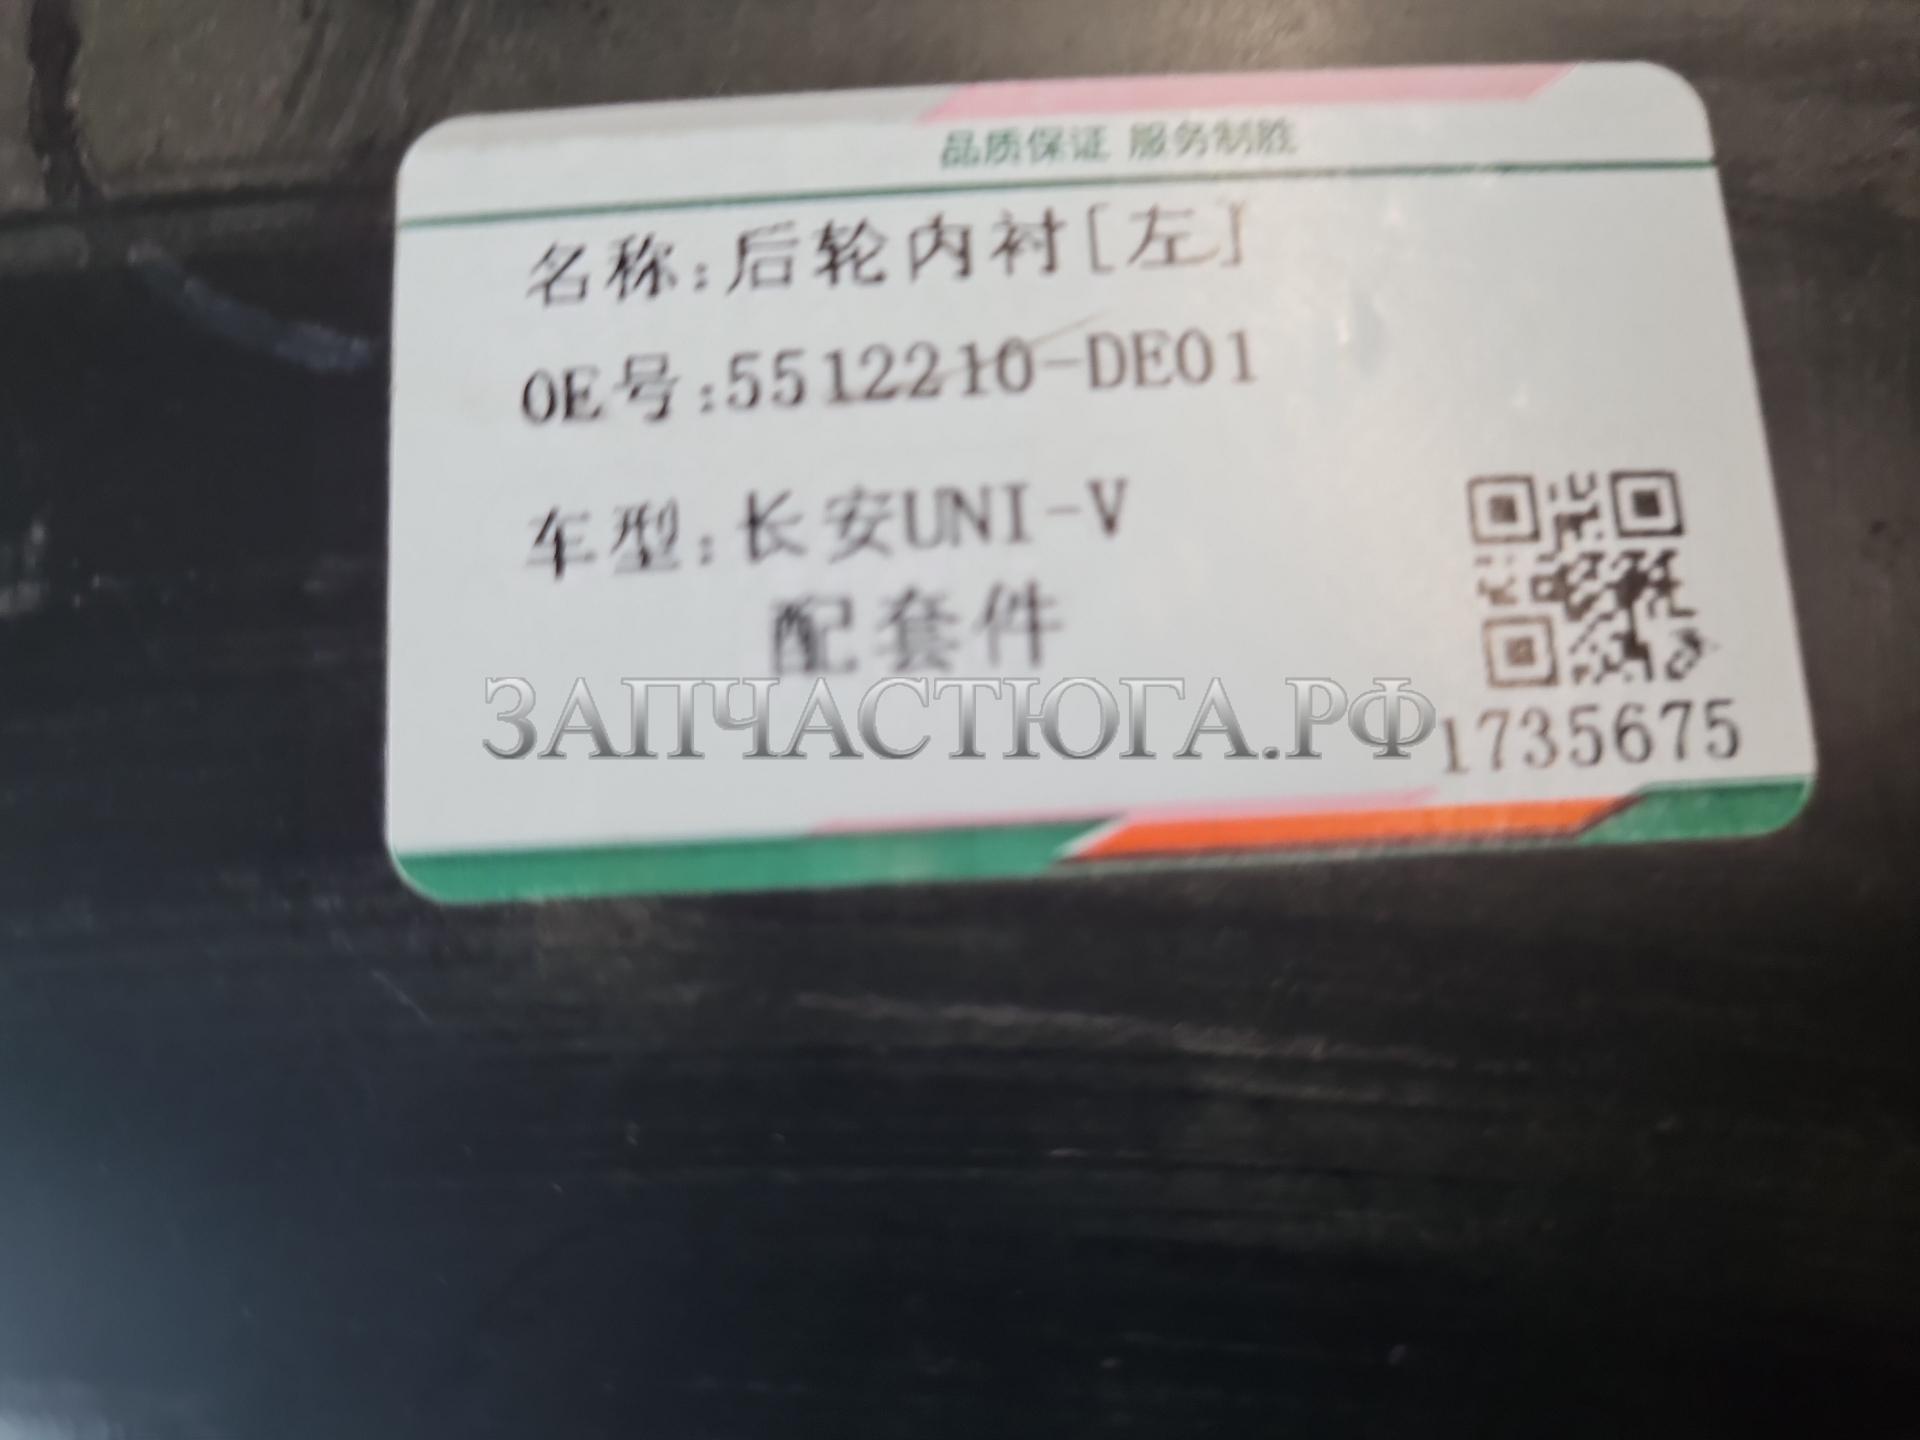 品质保证 服务制胜
名称:后轮内衬[左]
OE号:5512210-DE01
车型:长安UNI-V
配套件
ЗАПЧАСТЮГА.РФ
1735675